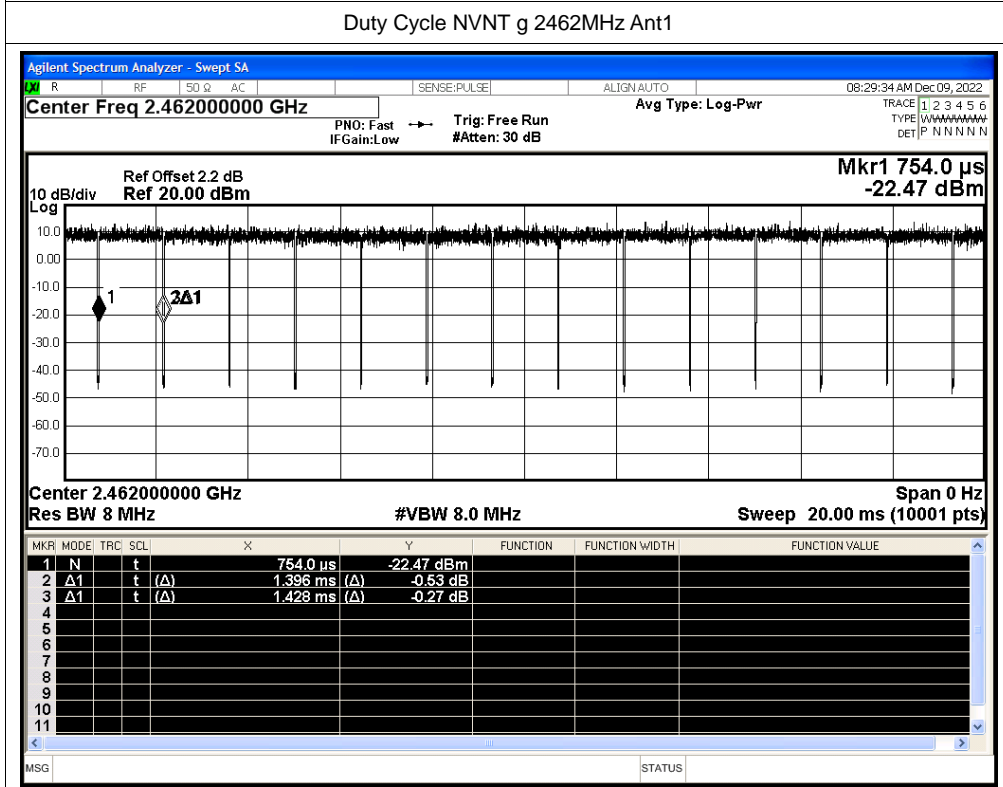 Duty Cycle NVNT g 2462MHz Ant1
Agilent Spectrum Analyzer - Swept SA
LXI R RF 50 Ω AC SENSE:PULSE ALIGN AUTO 08:29:34 AM Dec 09, 2022
Center Freq 2.462000000 GHz Avg Type: Log-Pwr TRACE 1 2 3 4 5 6
PNO: Fast Trig: Free Run TYPE WWWWWW
IFGain:Low #Atten: 30 dB DET P N N N N N
Mkr1 754.0 µs
Ref Offset 2.2 dB
10 dB/div Ref 20.00 dBm -22.47 dBm
Log
10.0
0.00
-10.0
1 3Δ1
-20.0
-30.0
-40.0
-50.0
-60.0
-70.0
Center 2.462000000 GHz Span 0 Hz
Res BW 8 MHz #VBW 8.0 MHz Sweep 20.00 ms (10001 pts)
MKR MODE TRC SCL X Y FUNCTION FUNCTION WIDTH FUNCTION VALUE
1 N t 754.0 µs -22.47 dBm
2 Δ1 t (Δ) 1.396 ms (Δ) -0.53 dB
3 Δ1 t (Δ) 1.428 ms (Δ) -0.27 dB
4
5
6
7
8
9
10
11
MSG STATUS